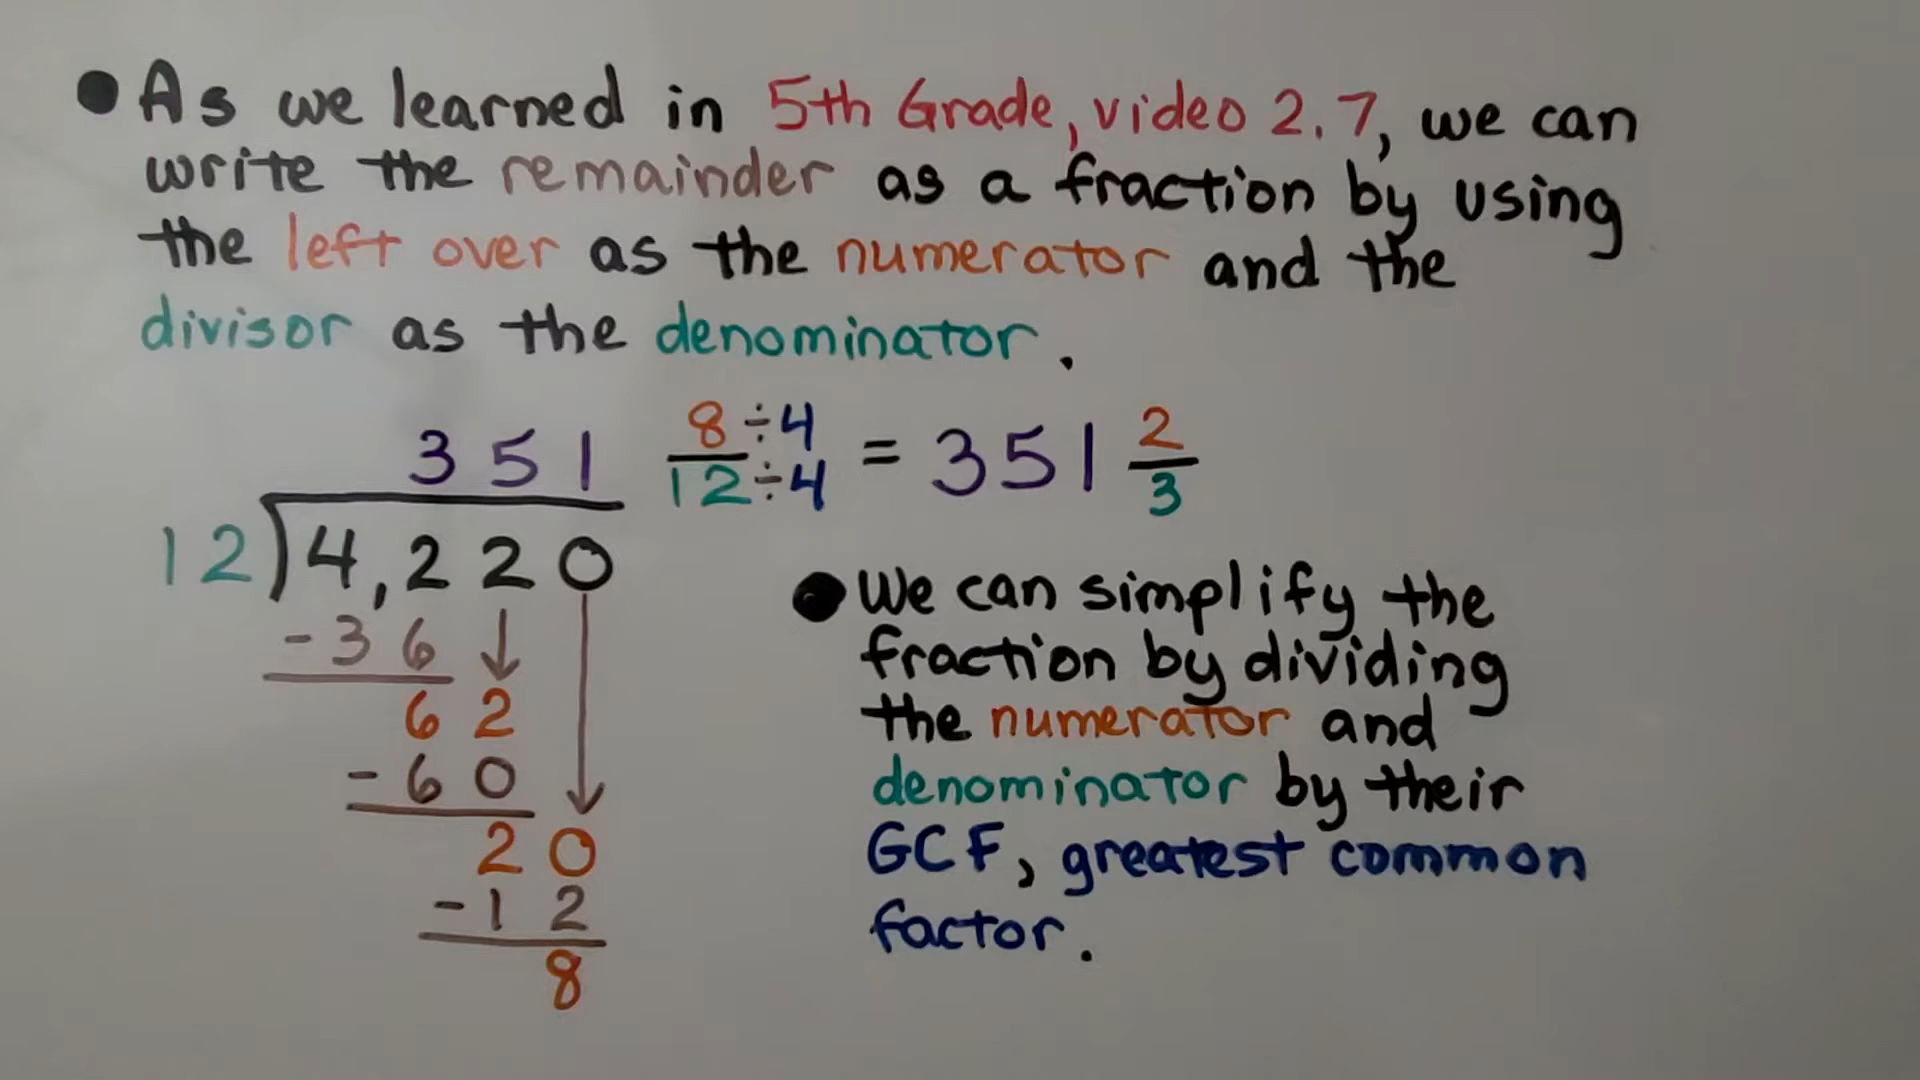 ● As we learned in 5th Grade, video 2.7, we can
write the remainder as a fraction by using
the left over as the numerator and the
divisor as the denominator.
351 8÷4/12÷4 = 351 2/3
12)4,220
-36
62
-60
20
-12
8
● We can simplify the
fraction by dividing
the numerator and
denominator by their
GCF, greatest common
factor.